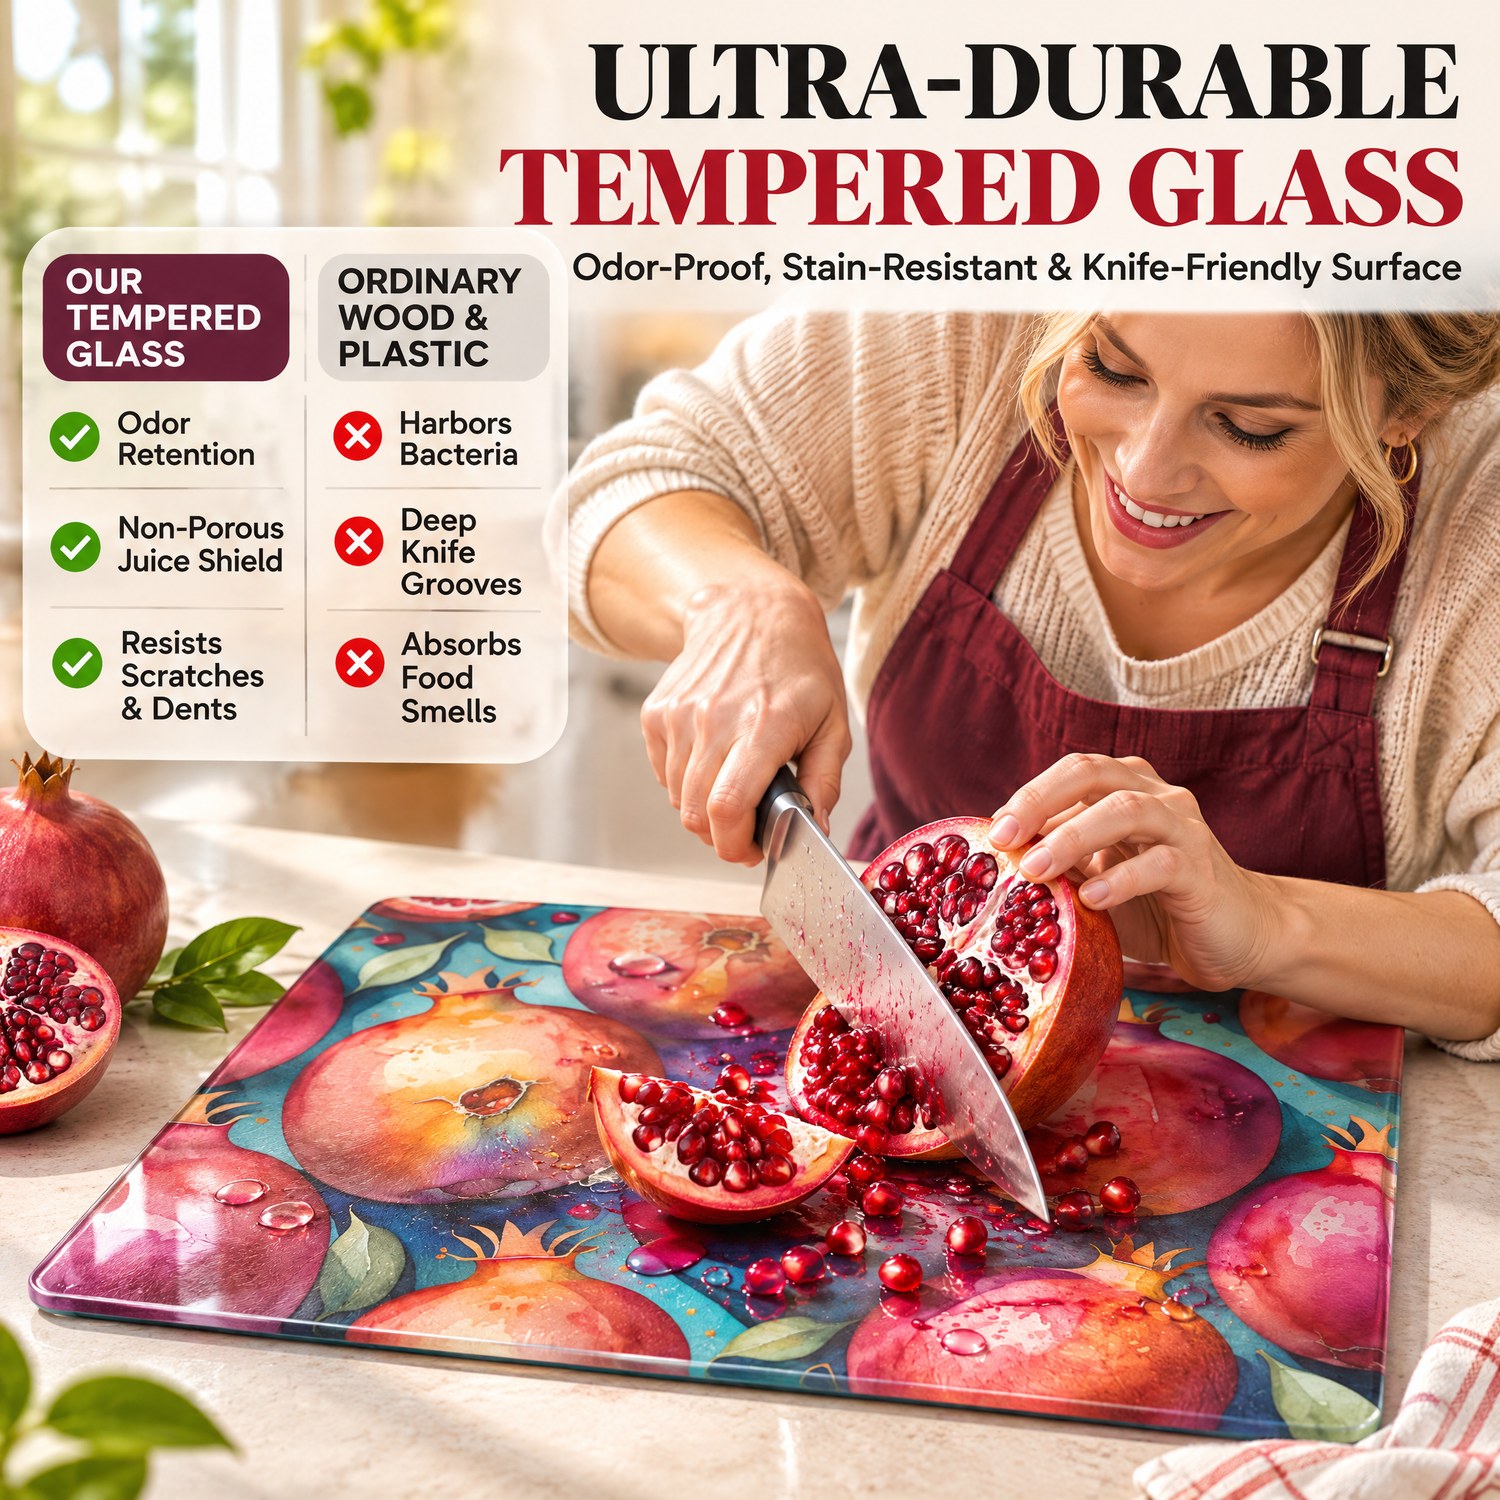 ULTRA-DURABLE
TEMPERED GLASS
Odor-Proof, Stain-Resistant & Knife-Friendly Surface
OUR
TEMPERED
GLASS
Odor
Retention
Non-Porous
Juice Shield
Resists
Scratches
& Dents
ORDINARY
WOOD &
PLASTIC
Harbors
Bacteria
Deep
Knife
Grooves
Absorbs
Food
Smells